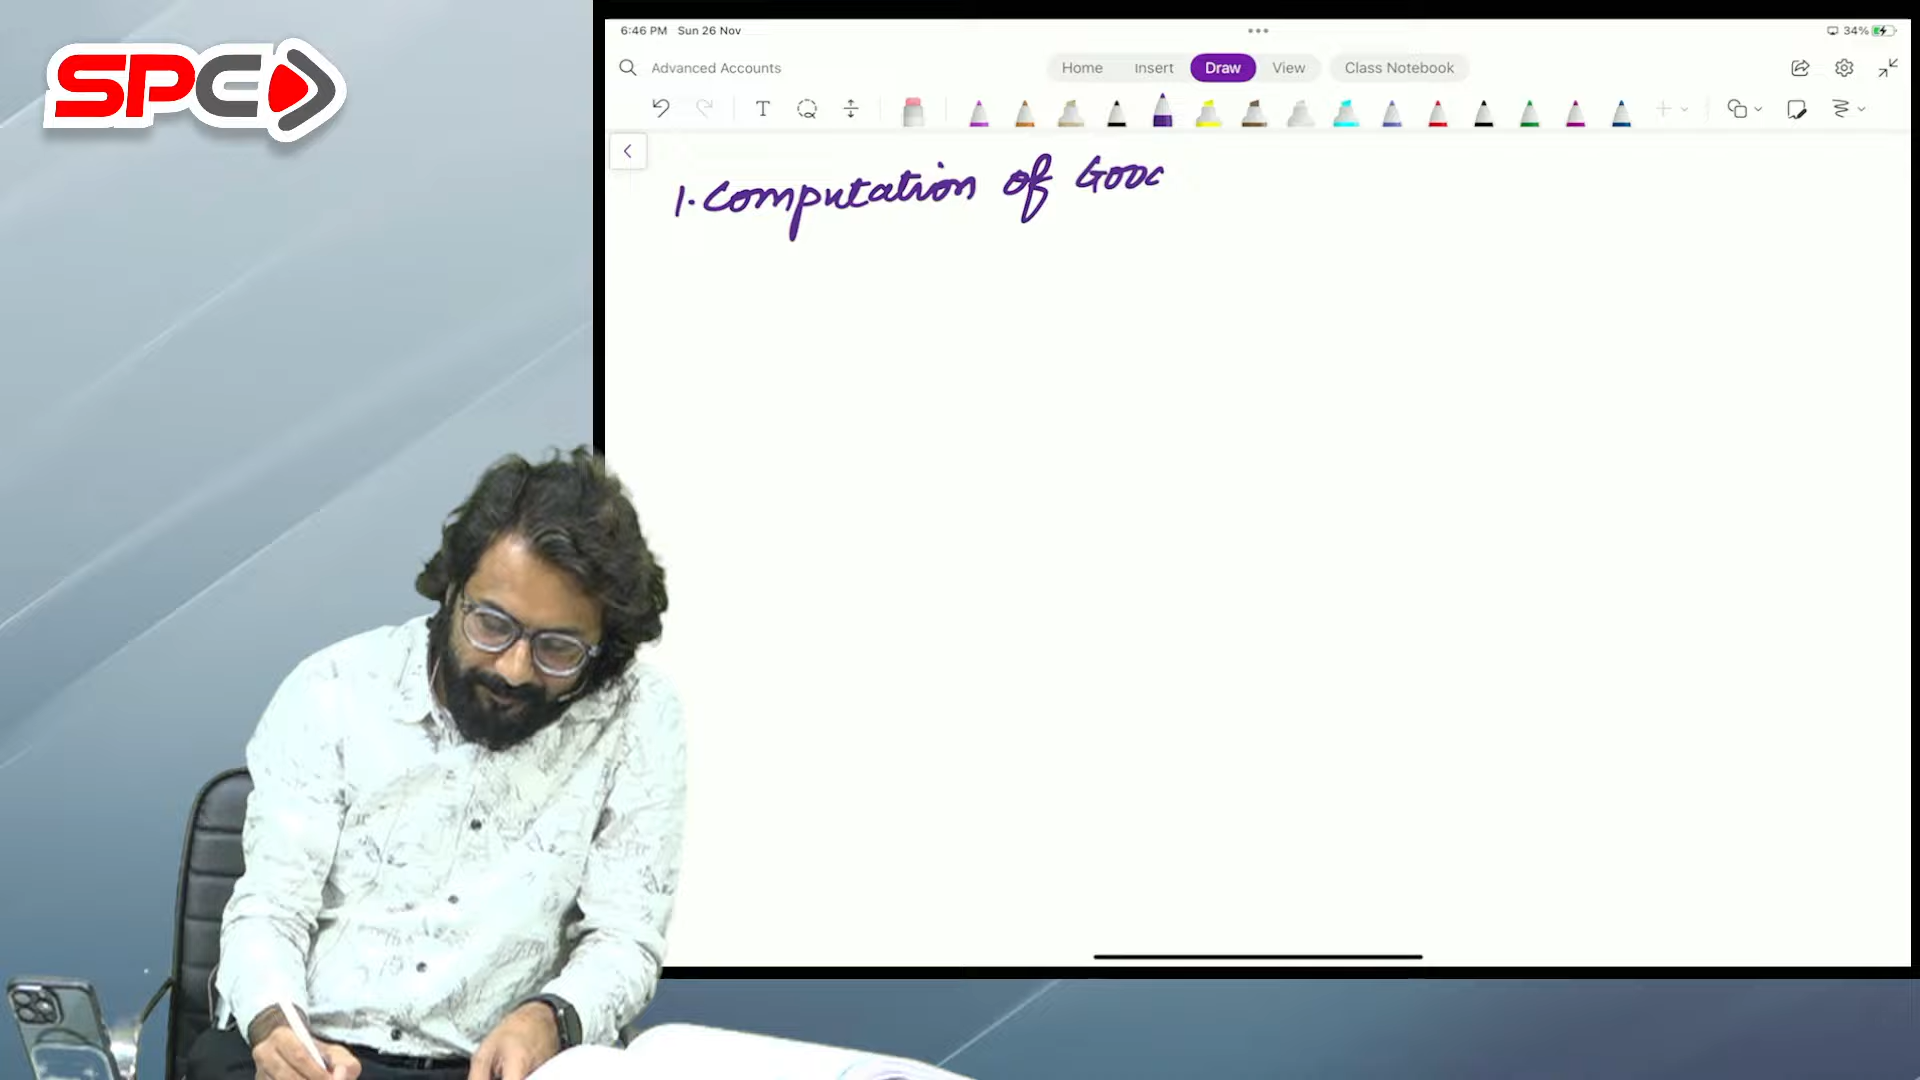 SPE
6:46 PM Sun 26 Nov
34%
Advanced Accounts
Home Insert Draw View Class Notebook
T
1. Computation of Gooc